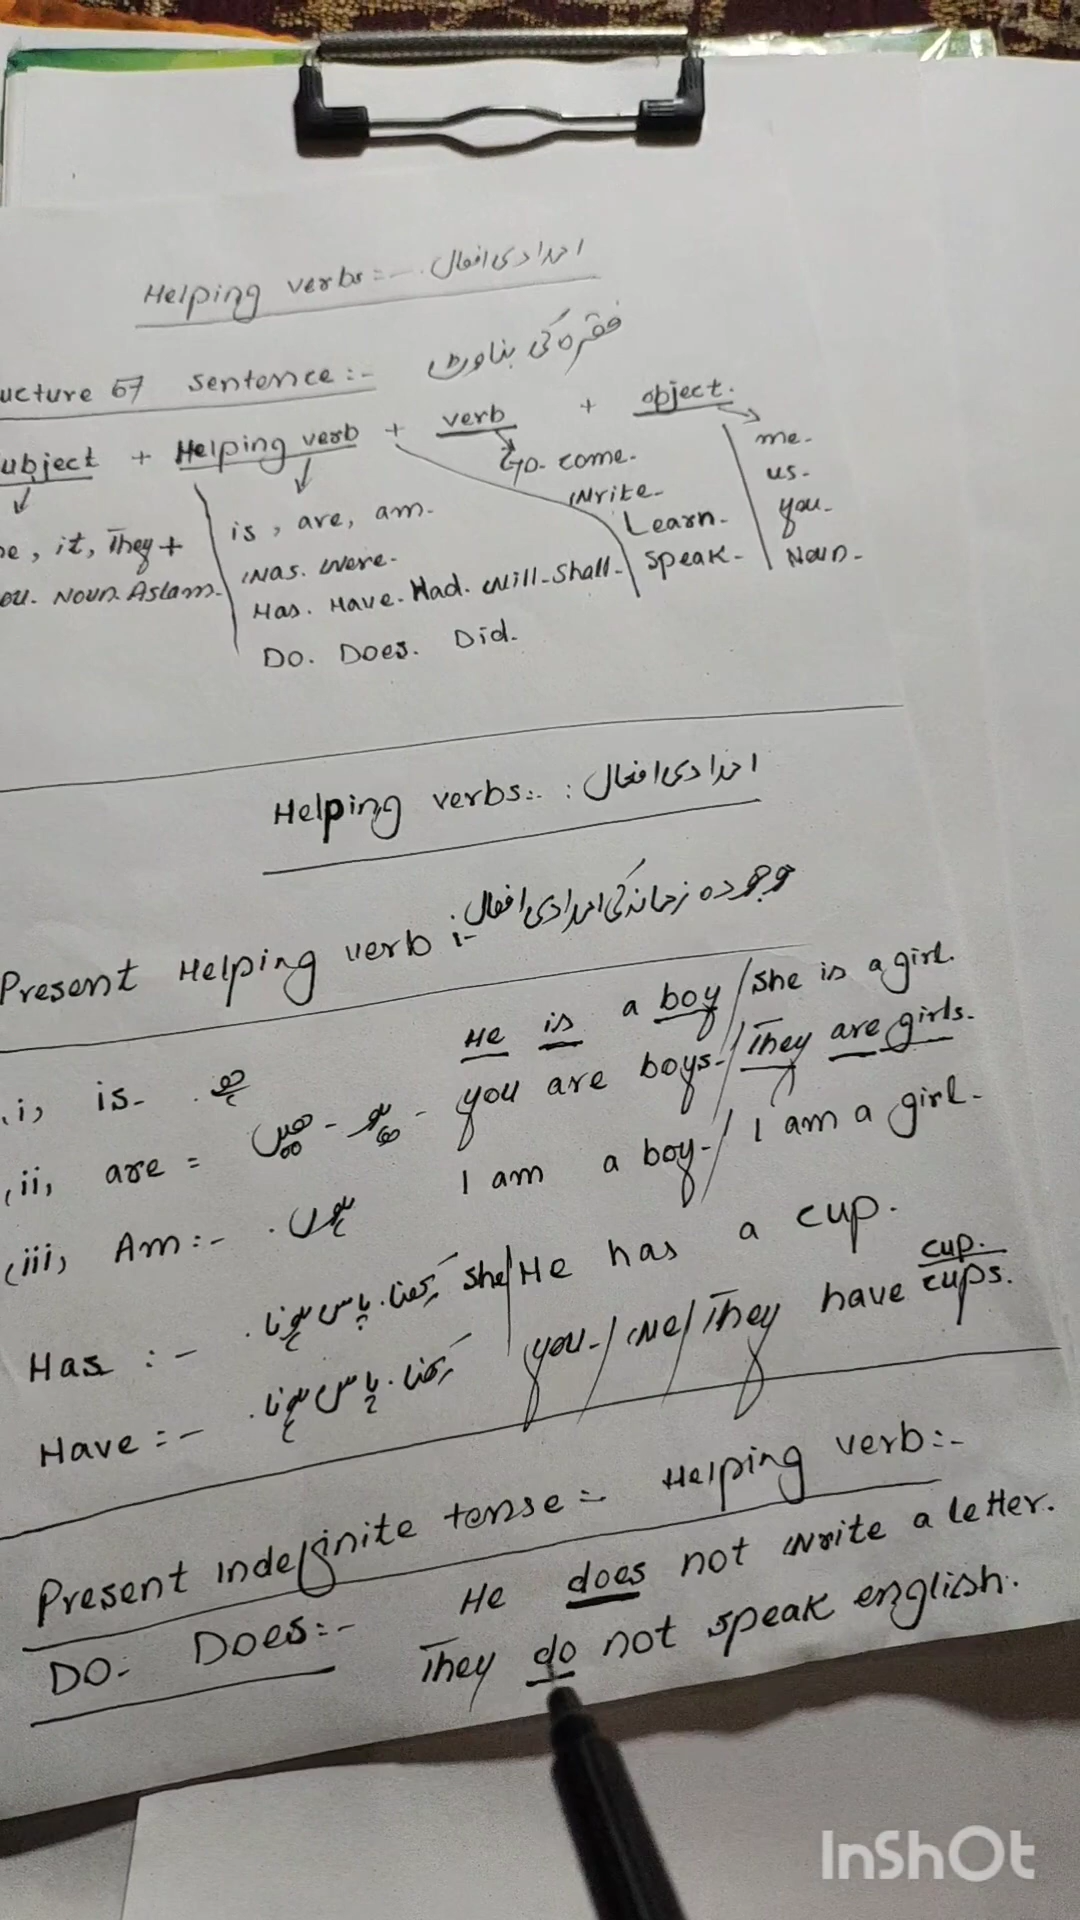 Helping verbs:- امدادی افعال
ucture of sentence:- فقرہ کی بناوٹ
ubject + Helping verb + verb + object.
he, it, They + is, are, am. Go. come. me.
ou. Noun. Aslam. was. were. write. us.
Has. Have. Had. will. shall. Learn. you.
Do. Does. Did. speak. Noun.
Helping verbs:- امدادی افعال
Present Helping verb :- موجودہ زمانہ کی امدادی افعال
(i) is- ہے He is a boy / she is a girl.
(ii) are = ہیں - ہو - you are boys- / They are girls.
(iii) Am:- ہوں. I am a boy- / I am a girl-
Has :- رکھنا. پاس ہونا. she/He has a cup.
Have :- رکھنا. پاس ہونا. you / we / They have cup. cups.
Present indefinite tense:- Helping verb:-
DO- Does:- He does not write a letter.
They do not speak english.
InShOt